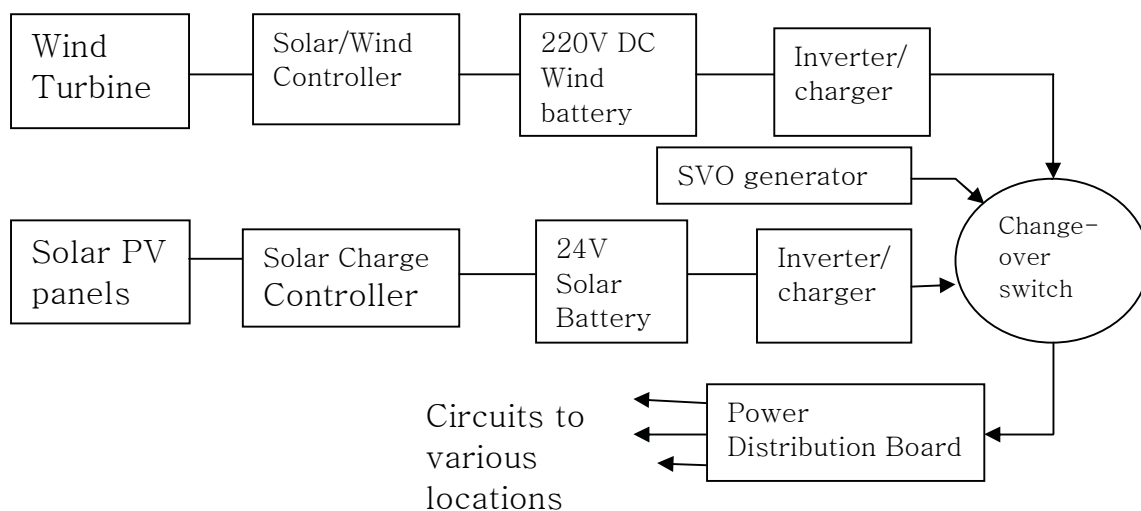 Wind
Turbine
Solar/Wind
Controller
220V DC
Wind
battery
Inverter/
charger
SVO generator
Solar PV
panels
Solar Charge
Controller
24V
Solar
Battery
Inverter/
charger
Change-
over
switch
Circuits to
various
locations
Power
Distribution Board